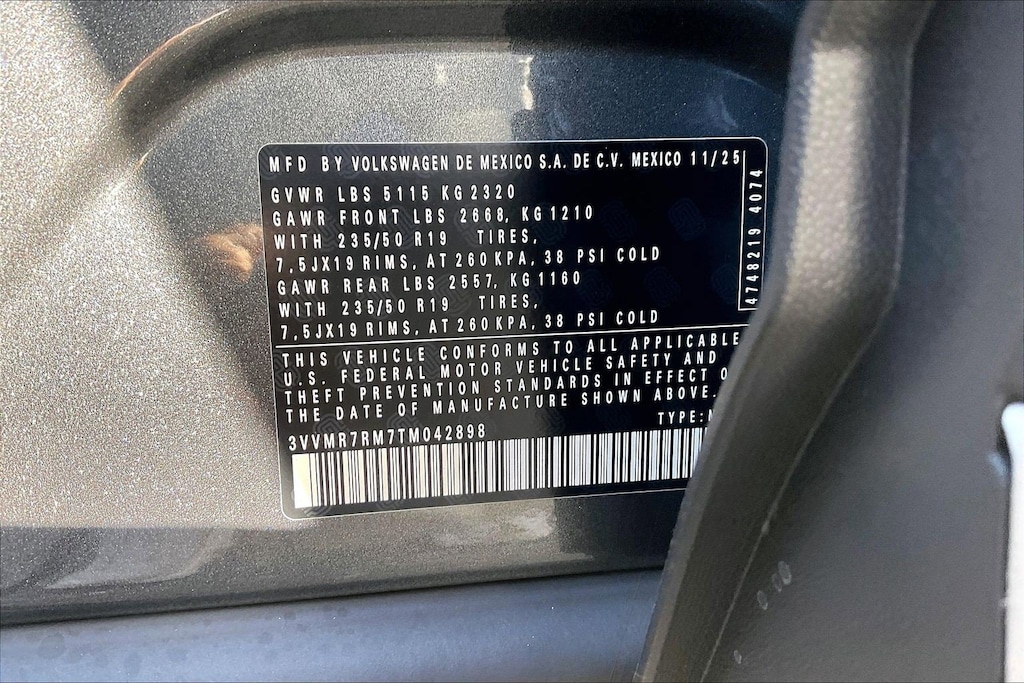 MFD BY VOLKSWAGEN DE MEXICO S.A. DE C.V. MEXICO 11/25
GVWR LBS 5115 KG 2320
GAWR FRONT LBS 2668, KG 1210
WITH 235/50 R19 TIRES,
7,5JX19 RIMS, AT 260 KPA, 38 PSI COLD
GAWR REAR LBS 2557, KG 1160
WITH 235/50 R19 TIRES,
7,5JX19 RIMS, AT 260 KPA, 38 PSI COLD
4748219 4074
THIS VEHICLE CONFORMS TO ALL APPLICABLE
U.S. FEDERAL MOTOR VEHICLE SAFETY AND
THEFT PREVENTION STANDARDS IN EFFECT
THE DATE OF MANUFACTURE SHOWN ABOVE.
TYPE:
3VVMR7RM7TM042898